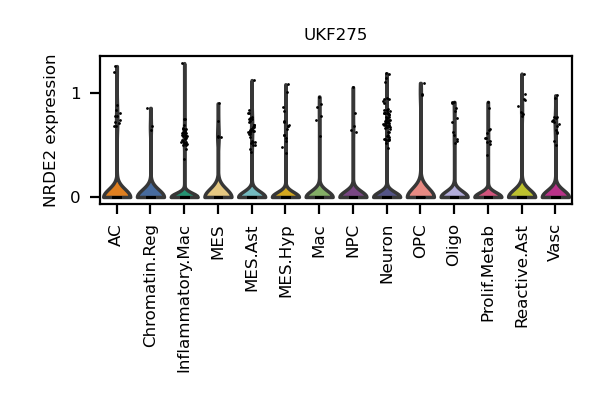 UKF275
NRDE2 expression
1
0
AC
Chromatin.Reg
Inflammatory.Mac
MES
MES.Ast
MES.Hyp
Mac
NPC
Neuron
OPC
Oligo
Prolif.Metab
Reactive.Ast
Vasc